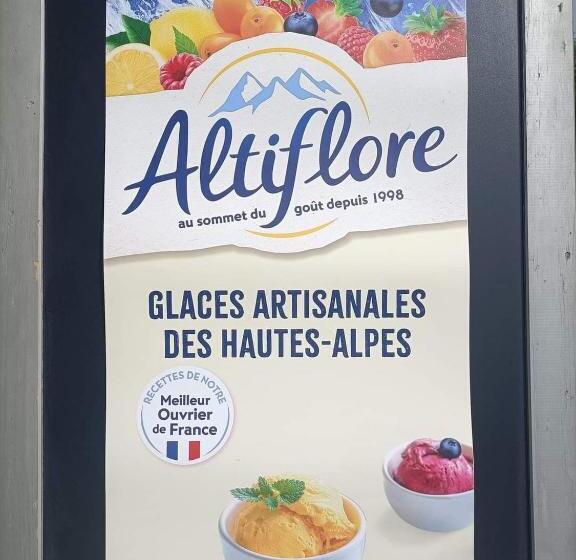 Altiflore
au sommet du goût depuis 1998
GLACES ARTISANALES
DES HAUTES-ALPES
RECETTES DE NOTRE
Meilleur
Ouvrier
de France